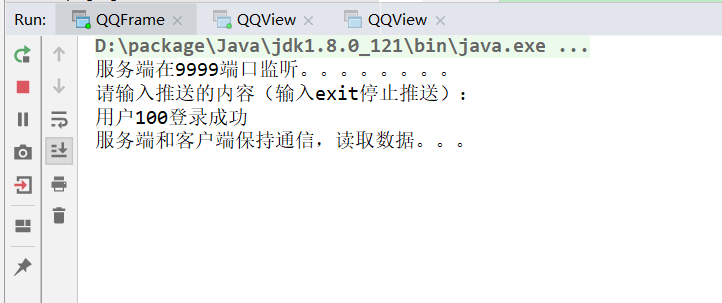 Run: QQFrame × QQView × QQView ×
D:\package\Java\jdk1.8.0_121\bin\java.exe ...
服务端在9999端口监听。。。。。。。。
请输入推送的内容（输入exit停止推送）：
用户100登录成功
服务端和客户端保持通信，读取数据。。。